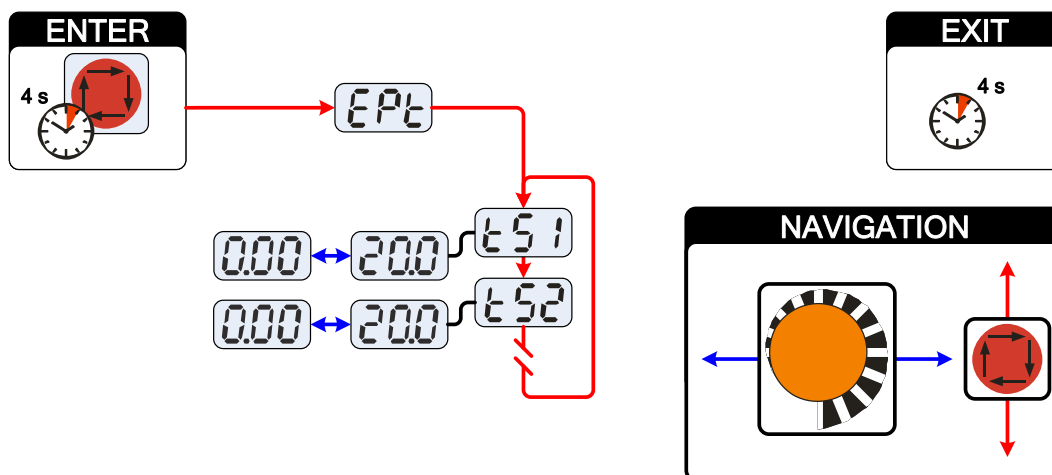 ENTER
4 s
EPt
EXIT
4 s
tS1
0.00
20.0
tS2
0.00
20.0
NAVIGATION